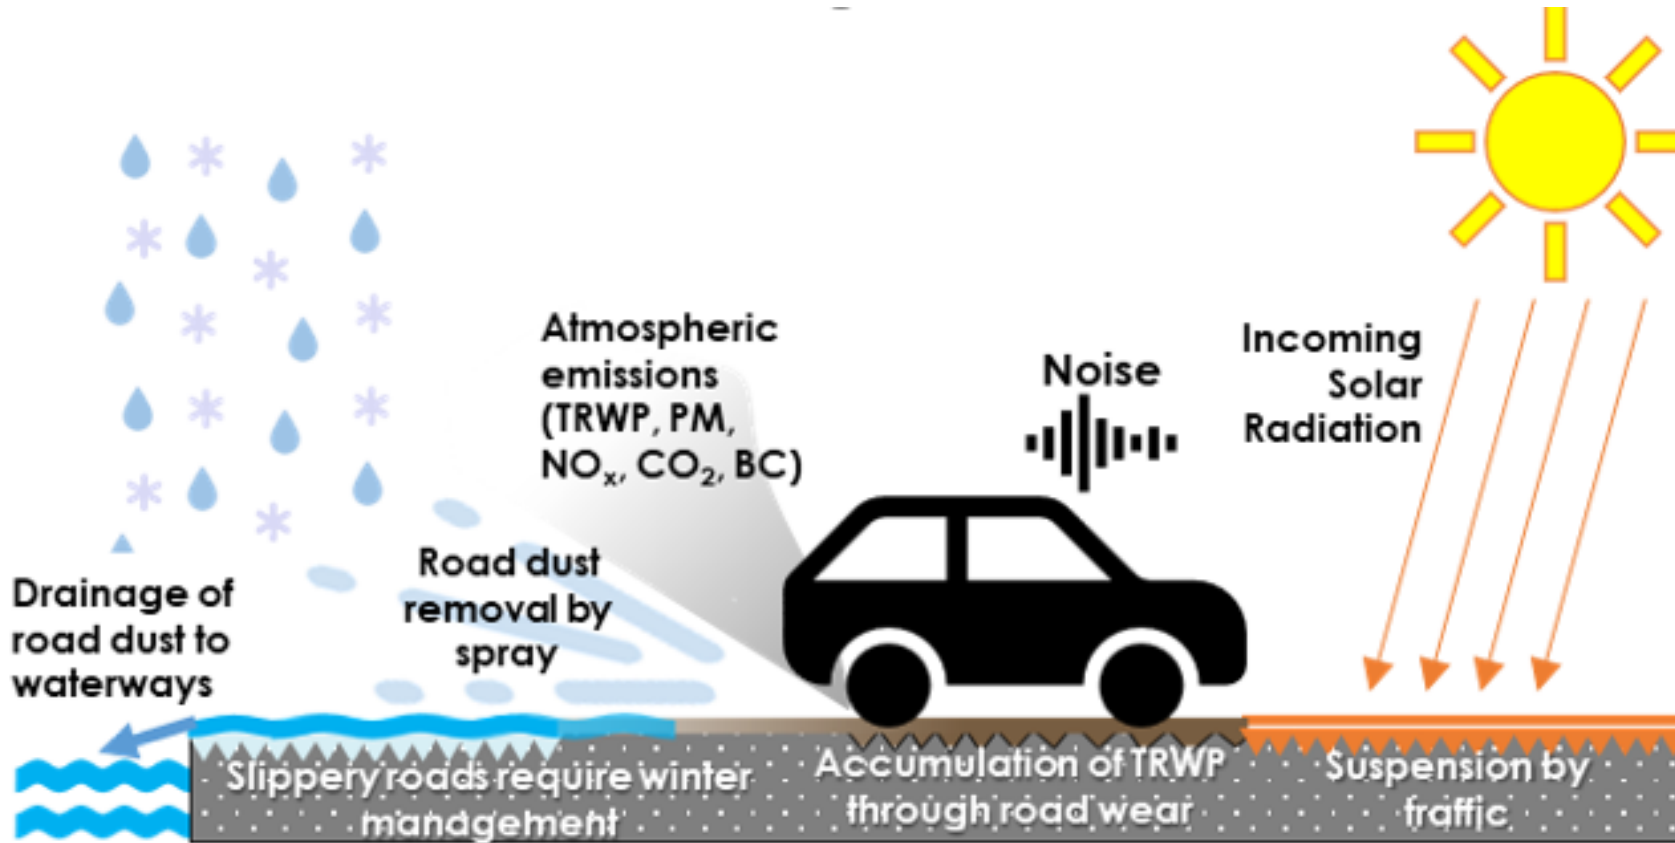 Atmospheric
emissions
(TRWP, PM,
NOₓ, CO₂, BC)
Noise
Incoming
Solar
Radiation
Road dust
removal by
spray
Drainage of
road dust to
waterways
Slippery roads require winter
management
Accumulation of TRWP
through road wear
Suspension by
traffic